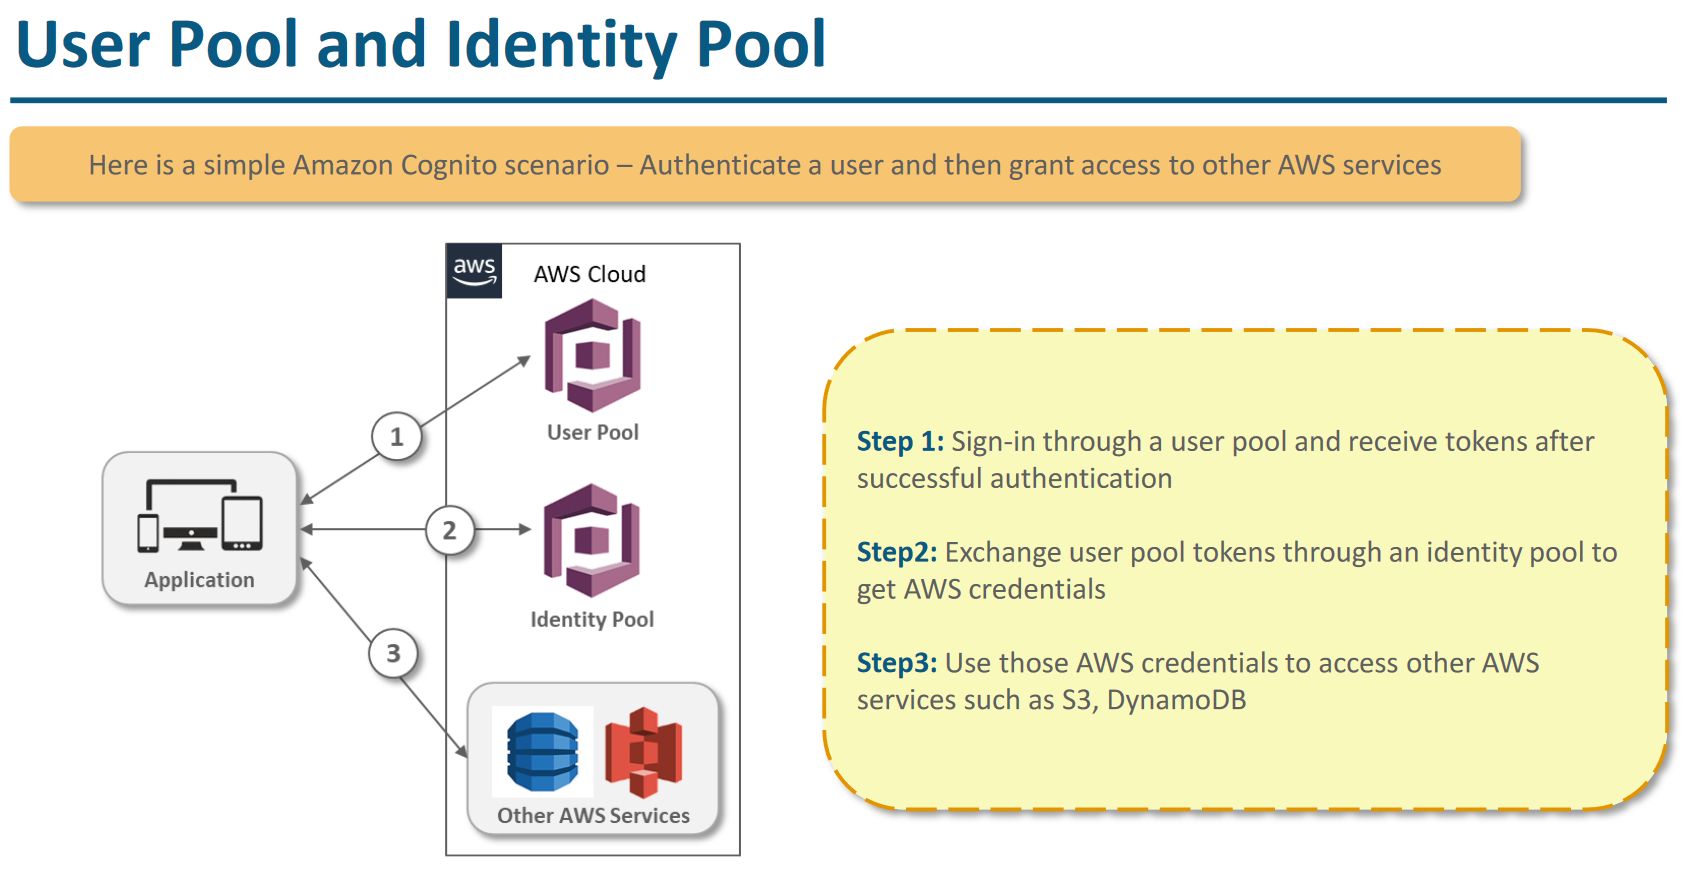 User Pool and Identity Pool
Here is a simple Amazon Cognito scenario – Authenticate a user and then grant access to other AWS services
aws
AWS Cloud
User Pool
1
2
Application
Identity Pool
3
Other AWS Services
Step 1: Sign-in through a user pool and receive tokens after
successful authentication
Step2: Exchange user pool tokens through an identity pool to
get AWS credentials
Step3: Use those AWS credentials to access other AWS
services such as S3, DynamoDB